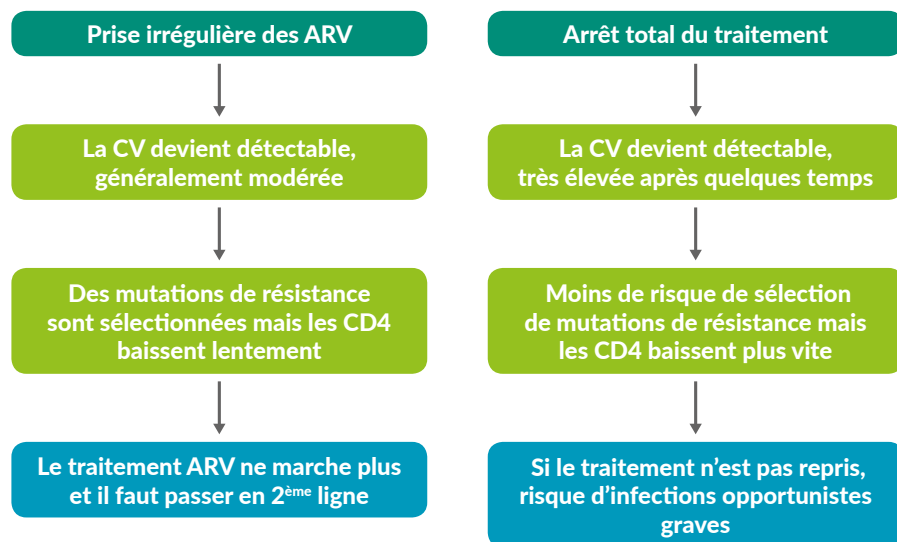 Prise irrégulière des ARV
La CV devient détectable,
généralement modérée
Des mutations de résistance
sont sélectionnées mais les CD4
baissent lentement
Le traitement ARV ne marche plus
et il faut passer en 2ème ligne
Arrêt total du traitement
La CV devient détectable,
très élevée après quelques temps
Moins de risque de sélection
de mutations de résistance mais
les CD4 baissent plus vite
Si le traitement n’est pas repris,
risque d’infections opportunistes
graves